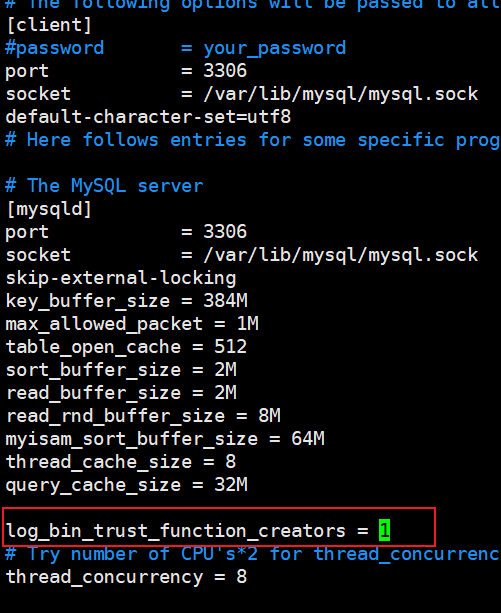 # The following options will be passed to all
[client]
#password       = your_password
port            = 3306
socket          = /var/lib/mysql/mysql.sock
default-character-set=utf8
# Here follows entries for some specific prog
# The MySQL server
[mysqld]
port            = 3306
socket          = /var/lib/mysql/mysql.sock
skip-external-locking
key_buffer_size = 384M
max_allowed_packet = 1M
table_open_cache = 512
sort_buffer_size = 2M
read_buffer_size = 2M
read_rnd_buffer_size = 8M
myisam_sort_buffer_size = 64M
thread_cache_size = 8
query_cache_size = 32M
log_bin_trust_function_creators = 1
# Try number of CPU's*2 for thread_concurrenc
thread_concurrency = 8